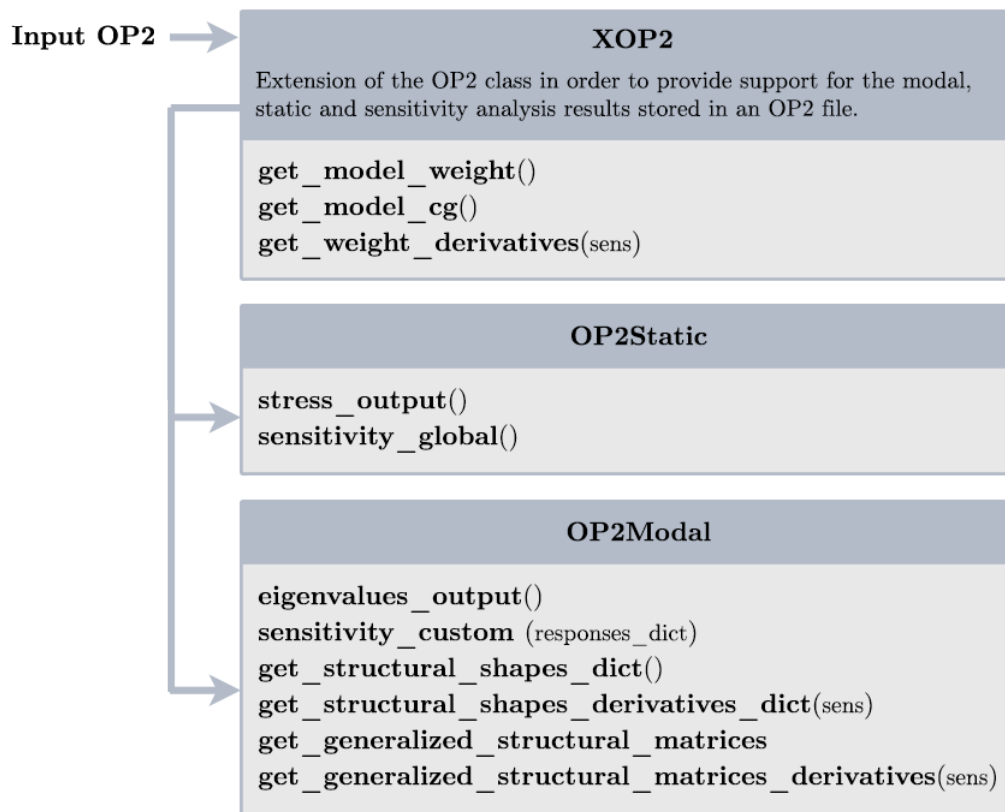 Input OP2
XOP2
Extension of the OP2 class in order to provide support for the modal,
static and sensitivity analysis results stored in an OP2 file.
get_model_weight()
get_model_cg()
get_weight_derivatives(sens)
OP2Static
stress_output()
sensitivity_global()
OP2Modal
eigenvalues_output()
sensitivity_custom (responses_dict)
get_structural_shapes_dict()
get_structural_shapes_derivatives_dict(sens)
get_generalized_structural_matrices
get_generalized_structural_matrices_derivatives(sens)